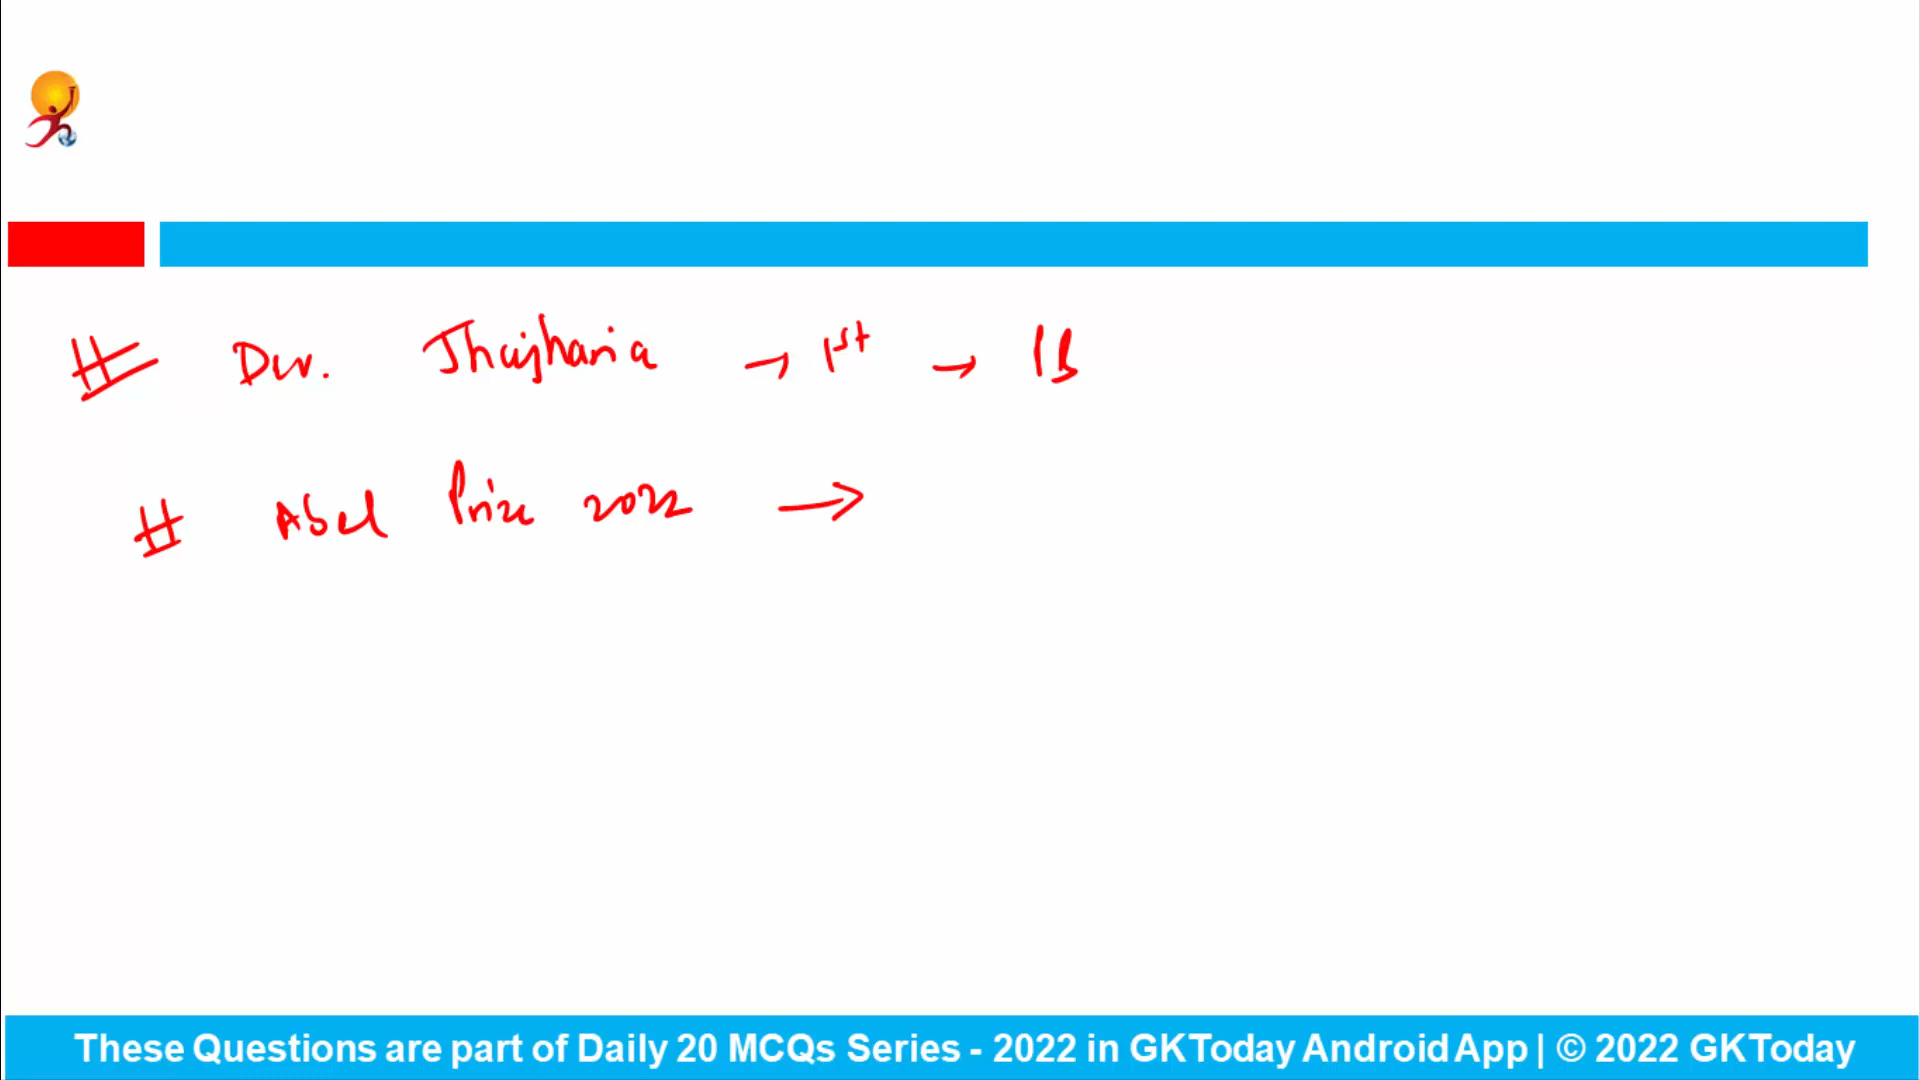 # Dev. Jhajharia → 1st → PB
# Abel Prize 2022 →
These Questions are part of Daily 20 MCQs Series - 2022 in GKToday Android App | © 2022 GKToday